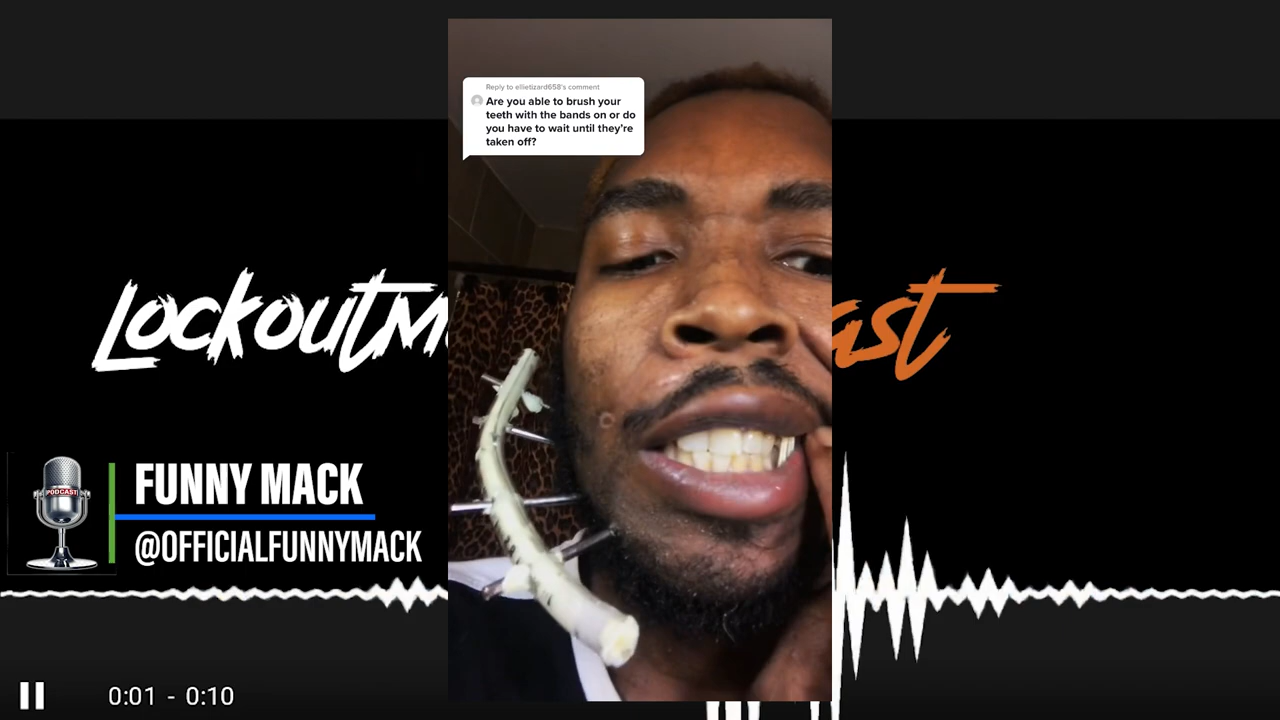 Reply to ellietizard658's comment
Are you able to brush your
teeth with the bands on or do
you have to wait until they're
taken off?
LockoutM
ast
PODCAST
FUNNY MACK
@OFFICIALFUNNYMACK
0:01 - 0:10